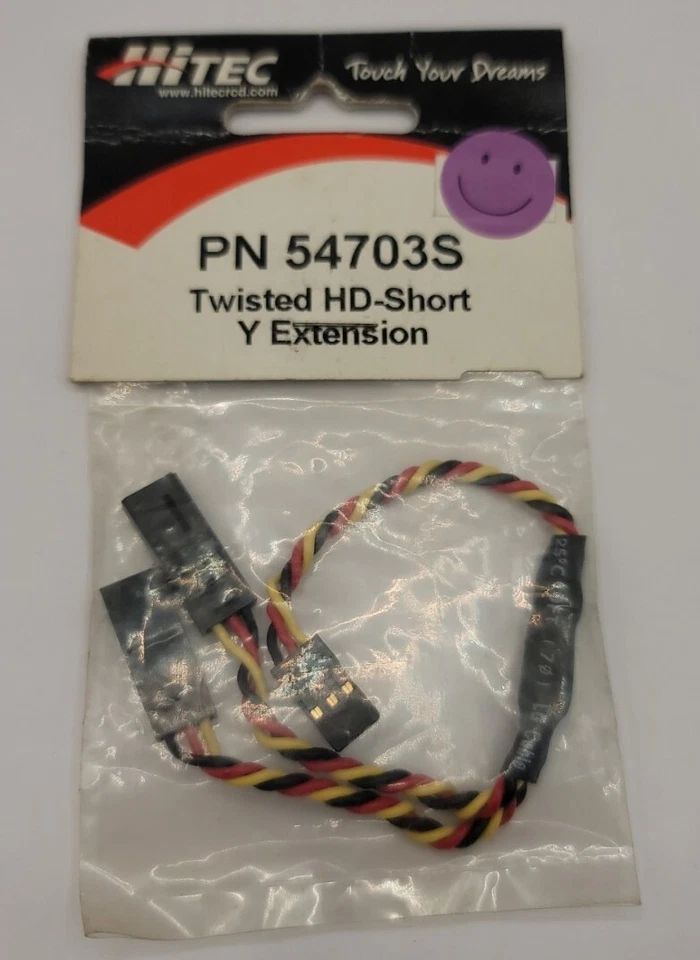 HiTEC
Touch Your Dreams
www.hitecrcd.com
PN 54703S
Twisted HD-Short
Y Extension